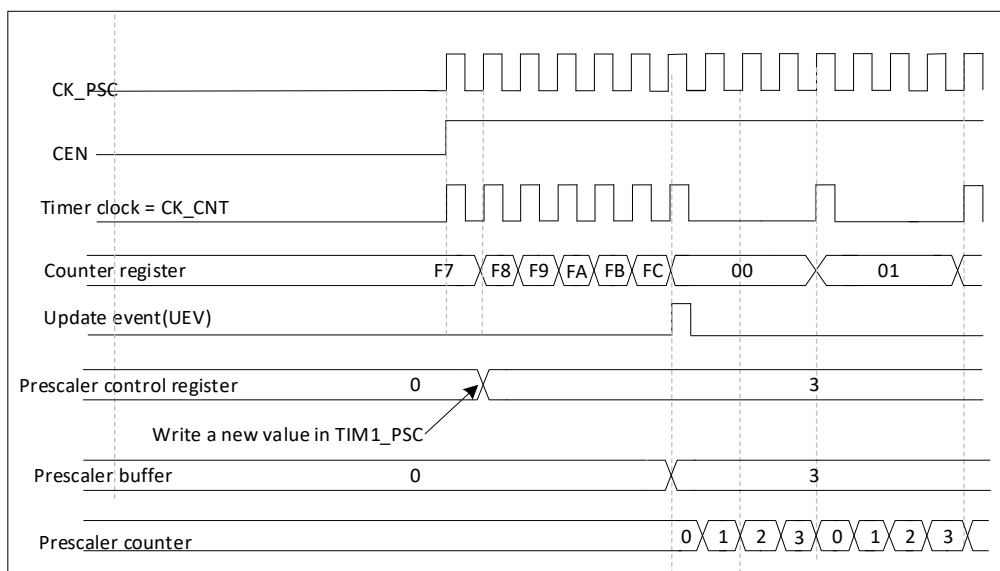 CK_PSC
CEN
Timer clock = CK_CNT
Counter register F7 F8 F9 FA FB FC 00 01
Update event(UEV)
Prescaler control register 0 3
Write a new value in TIM1_PSC
Prescaler buffer 0 3
Prescaler counter 0 1 2 3 0 1 2 3